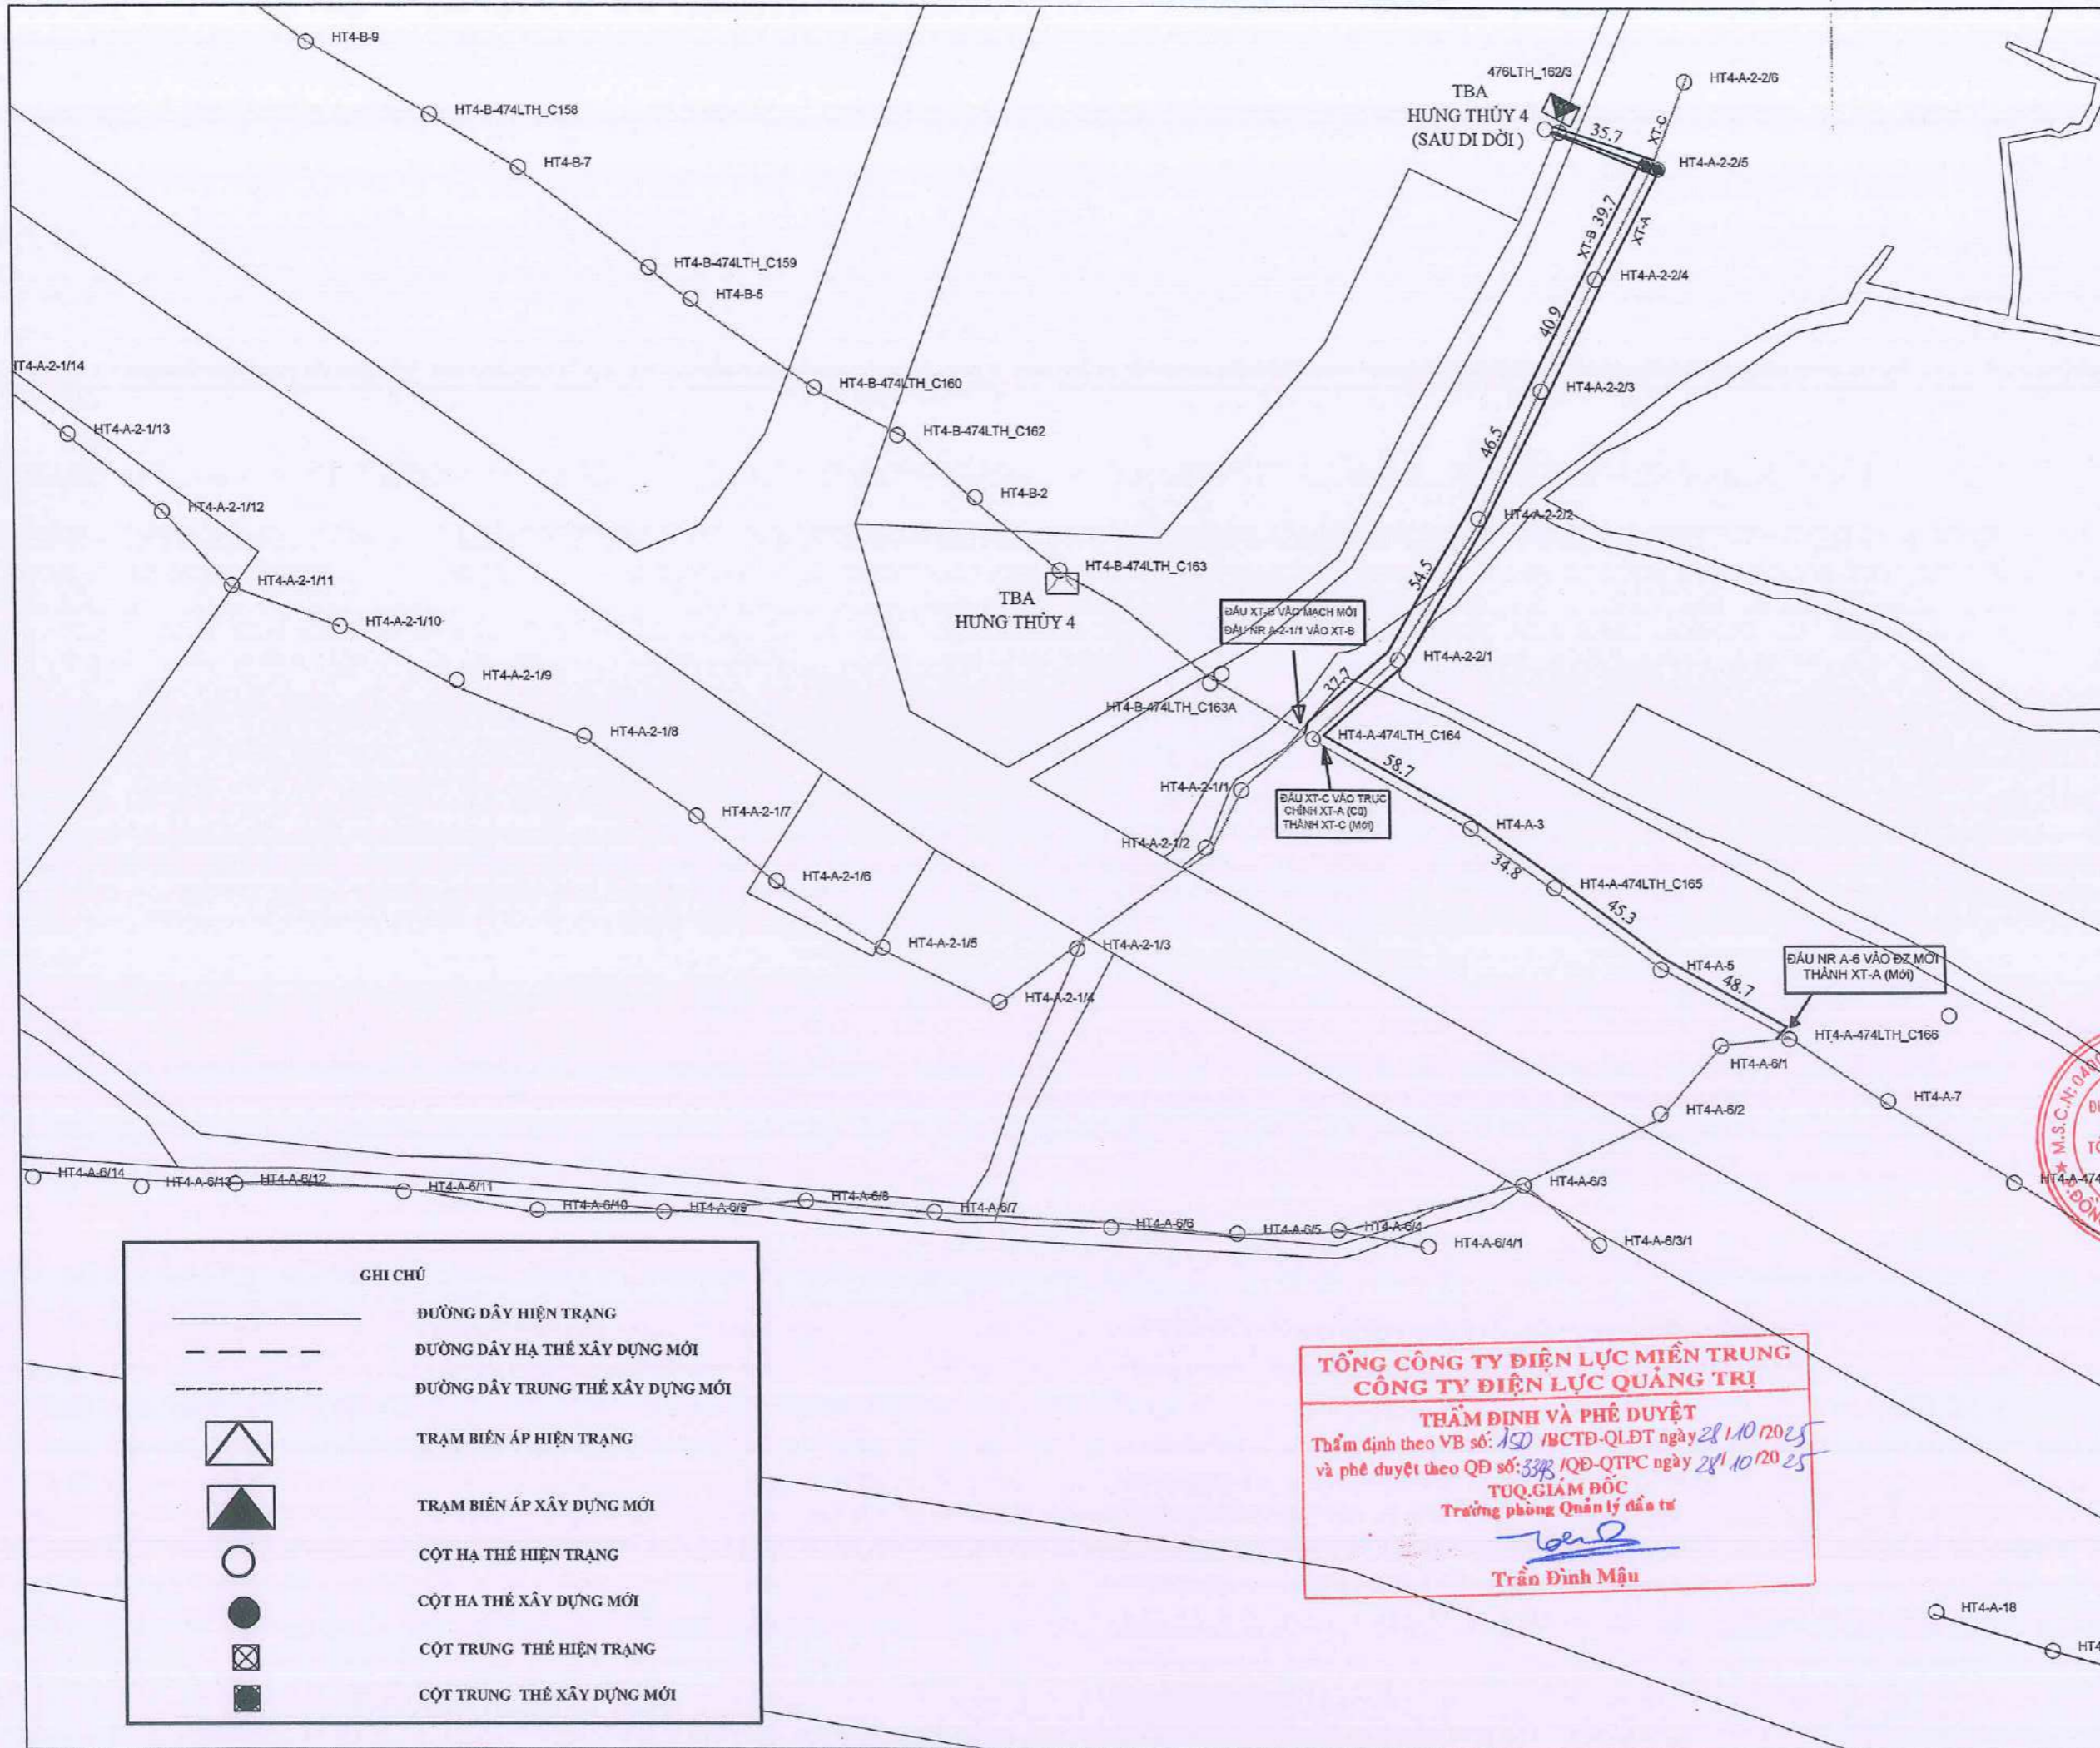 HT4-B-9
HT4-B-474LTH_C158
HT4-B-7
HT4-B-474LTH_C159
HT4-B-5
HT4-B-474LTH_C160
HT4-B-474LTH_C162
HT4-B-2
HT4-B-474LTH_C163
TBA
HƯNG THỦY 4
HT4-B-474LTH_C163A
476LTH_162/3
TBA
HƯNG THỦY 4
(SAU DI DỜI )
35.7
XT-C
HT4-A-2-2/6
HT4-A-2-2/5
XT-B
39.7
XT-A
HT4-A-2-2/4
40.9
HT4-A-2-2/3
46.5
HT4-A-2-2/2
54.5
HT4-A-2-2/1
37.7
ĐẤU XT-B VÀO MẠCH MỚI
ĐẤU NR A-2-1/1 VÀO XT-B
HT4-A-474LTH_C164
58.7
ĐẤU XT-C VÀO TRỤC
CHÍNH XT-A (Cũ)
THÀNH XT-C (Mới)
HT4-A-3
34.8
HT4-A-474LTH_C165
45.3
HT4-A-5
48.7
ĐẤU NR A-6 VÀO ĐZ MỚI
THÀNH XT-A (Mới)
HT4-A-474LTH_C166
HT4-A-7
HT4-A-474
HT4-A-2-1/14
HT4-A-2-1/13
HT4-A-2-1/12
HT4-A-2-1/11
HT4-A-2-1/10
HT4-A-2-1/9
HT4-A-2-1/8
HT4-A-2-1/7
HT4-A-2-1/6
HT4-A-2-1/5
HT4-A-2-1/4
HT4-A-2-1/3
HT4-A-2-1/2
HT4-A-2-1/1
HT4-A-6/1
HT4-A-6/2
HT4-A-6/3
HT4-A-6/3/1
HT4-A-6/4
HT4-A-6/4/1
HT4-A-6/5
HT4-A-6/6
HT4-A-6/7
HT4-A-6/8
HT4-A-6/9
HT4-A-6/10
HT4-A-6/11
HT4-A-6/12
HT4-A-6/13
HT4-A-6/14
★ M.S.C.N:040
GHI CHÚ
ĐƯỜNG DÂY HIỆN TRẠNG
ĐƯỜNG DÂY HẠ THẾ XÂY DỰNG MỚI
ĐƯỜNG DÂY TRUNG THẾ XÂY DỰNG MỚI
TRẠM BIẾN ÁP HIỆN TRẠNG
TRẠM BIẾN ÁP XÂY DỰNG MỚI
CỘT HẠ THẾ HIỆN TRẠNG
CỘT HẠ THẾ XÂY DỰNG MỚI
CỘT TRUNG THẾ HIỆN TRẠNG
CỘT TRUNG THẾ XÂY DỰNG MỚI
TỔNG CÔNG TY ĐIỆN LỰC MIỀN TRUNG
CÔNG TY ĐIỆN LỰC QUẢNG TRỊ
THẨM ĐỊNH VÀ PHÊ DUYỆT
Thẩm định theo VB số: 150 /BCTĐ-QLĐT ngày 28/10/2025
và phê duyệt theo QĐ số: /QĐ-QTPC ngày 28/10/2025
TUQ.GIÁM ĐỐC
Trưởng phòng Quản lý đầu tư
Trần Đình Mậu
HT4-A-18
HT4